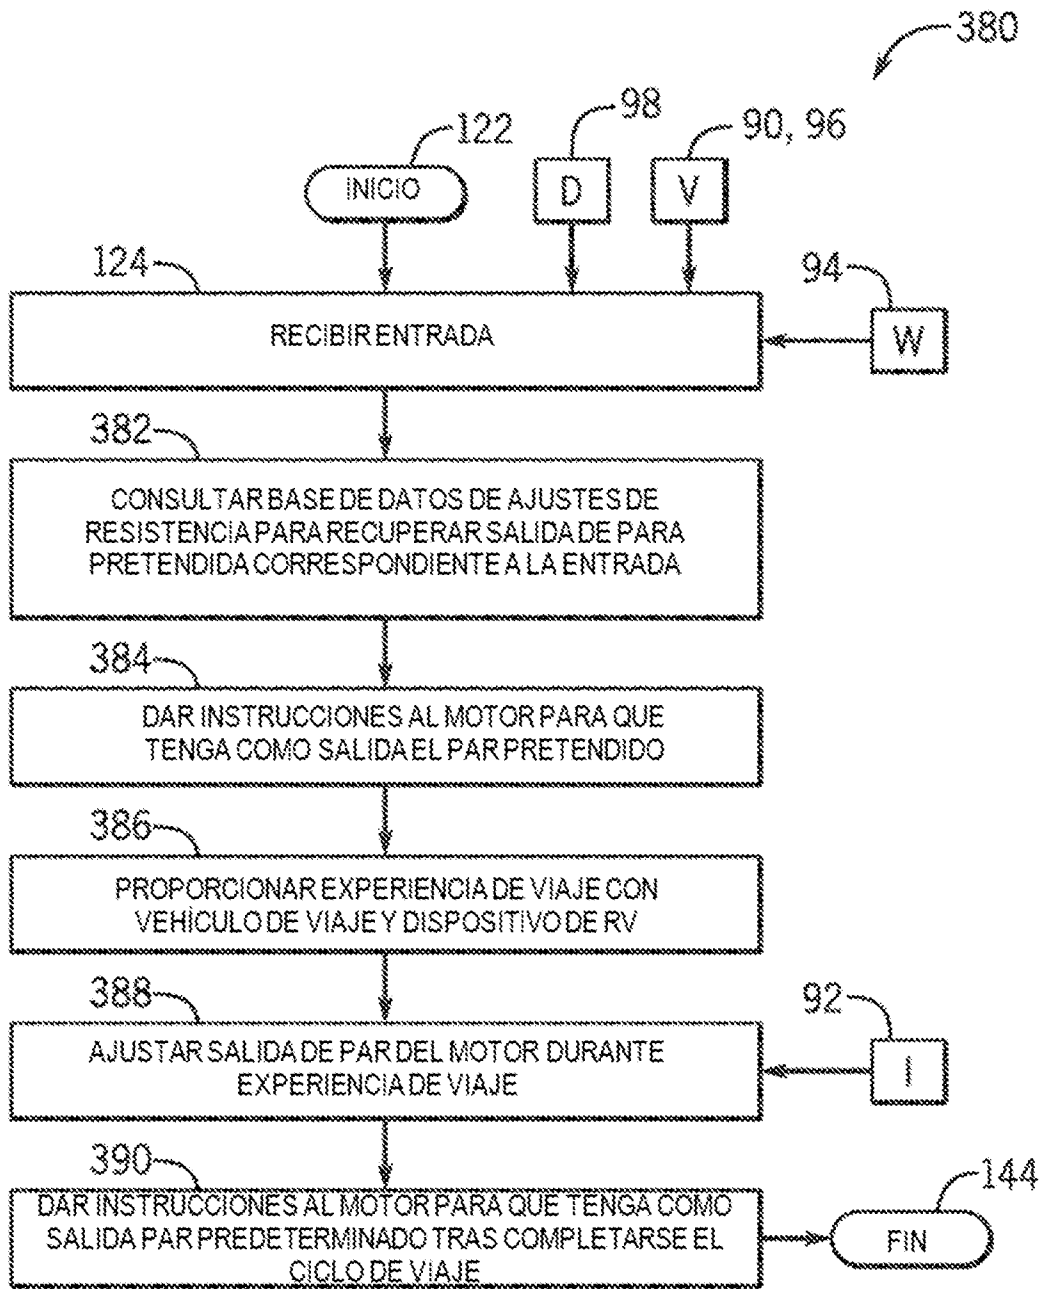 380
122
98
90, 96
INICIO
D
V
124
94
RECIBIR ENTRADA
W
382
CONSULTAR BASE DE DATOS DE AJUSTES DE
RESISTENCIA PARA RECUPERAR SALIDA DE PARA
PRETENDIDA CORRESPONDIENTE A LA ENTRADA
384
DAR INSTRUCCIONES AL MOTOR PARA QUE
TENGA COMO SALIDA EL PAR PRETENDIDO
386
PROPORCIONAR EXPERIENCIA DE VIAJE CON
VEHÍCULO DE VIAJE Y DISPOSITIVO DE RV
388
92
AJUSTAR SALIDA DE PAR DEL MOTOR DURANTE
EXPERIENCIA DE VIAJE
I
390
144
DAR INSTRUCCIONES AL MOTOR PARA QUE TENGA COMO
SALIDA PAR PREDETERMINADO TRAS COMPLETARSE EL
CICLO DE VIAJE
FIN